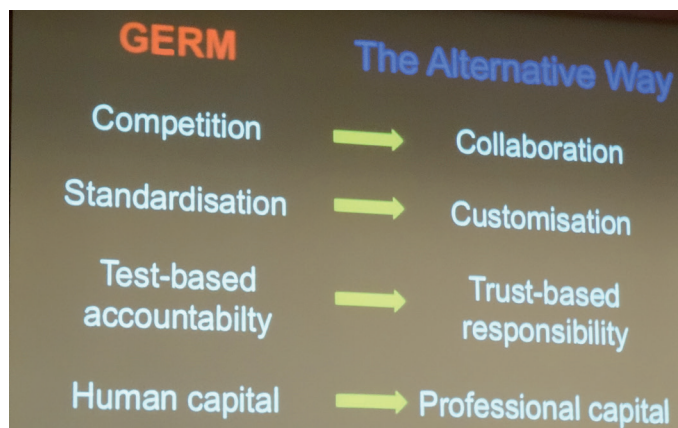 GERM
The Alternative Way
Competition
Collaboration
Standardisation
Customisation
Test-based
accountabilty
Trust-based
responsibility
Human capital
Professional capital